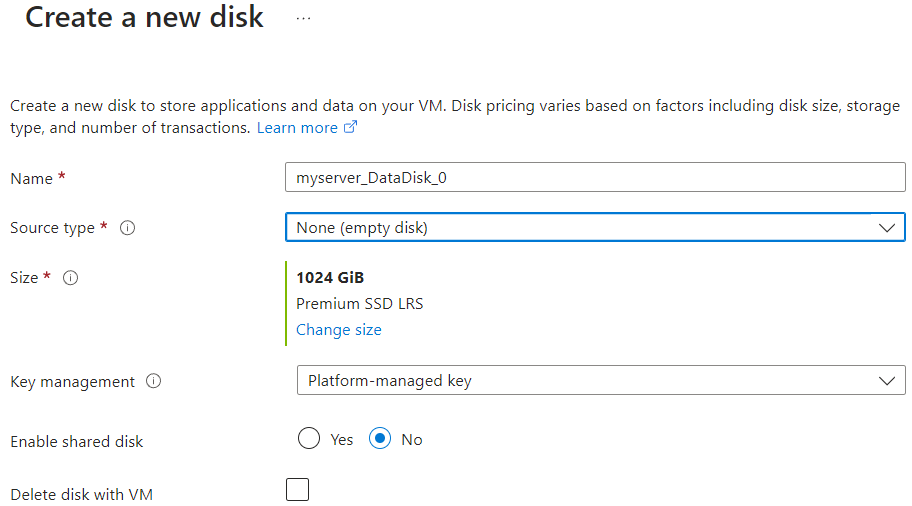 Create a new disk ...
Create a new disk to store applications and data on your VM. Disk pricing varies based on factors including disk size, storage
type, and number of transactions. Learn more
Name *
myserver_DataDisk_0
Source type *
None (empty disk)
Size *
1024 GiB
Premium SSD LRS
Change size
Key management
Platform-managed key
Enable shared disk
Yes No
Delete disk with VM